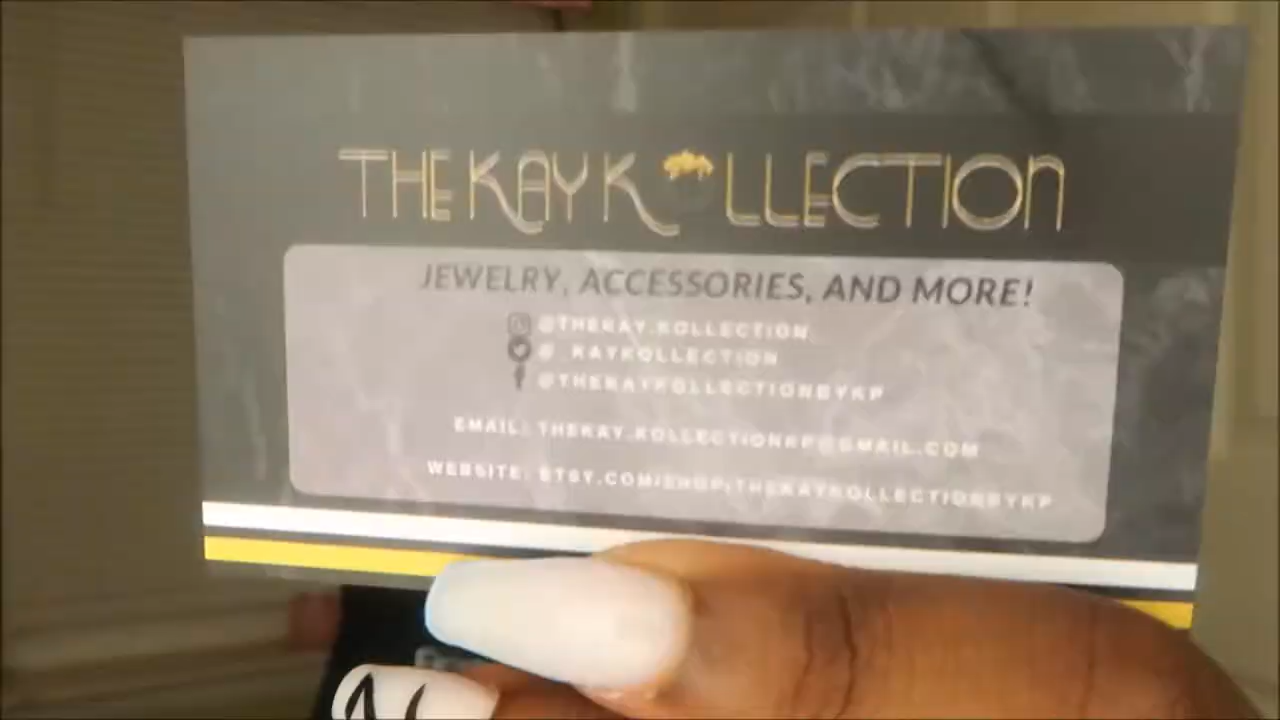 THE KAY K LLECTION
JEWELRY, ACCESSORIES, AND MORE!
@THEKAY.KOLLECTION
@_KAYKOLLECTION
@THEKAYKOLLECTIONBYKP
EMAIL: THEKAY.KOLLECTIONKP@GMAIL.COM
WEBSITE: ETSY.COM/SHOP/THEKAYKOLLECTIONBYKP